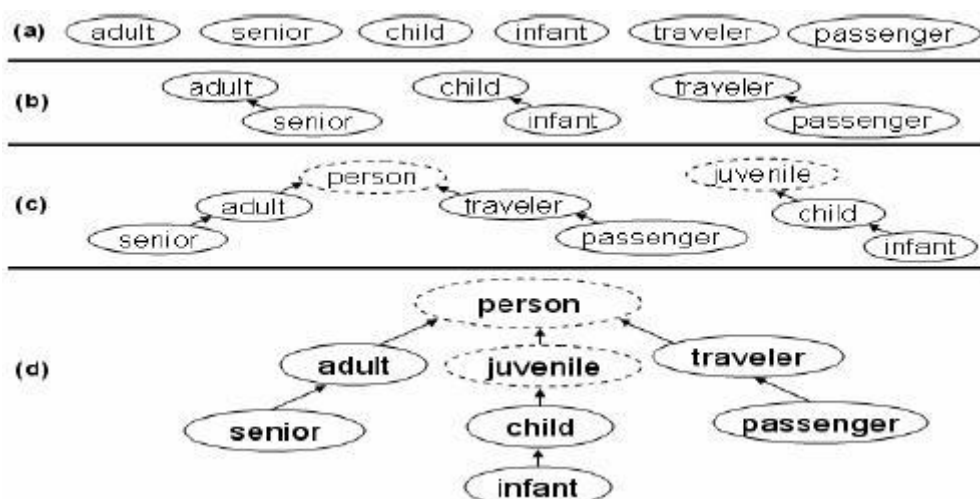 (a) adult senior child infant traveler passenger
(b) adult child traveler
senior infant passenger
person juvenile
(c) adult traveler child
senior passenger infant
person
(d) adult juvenile traveler
senior child passenger
infant